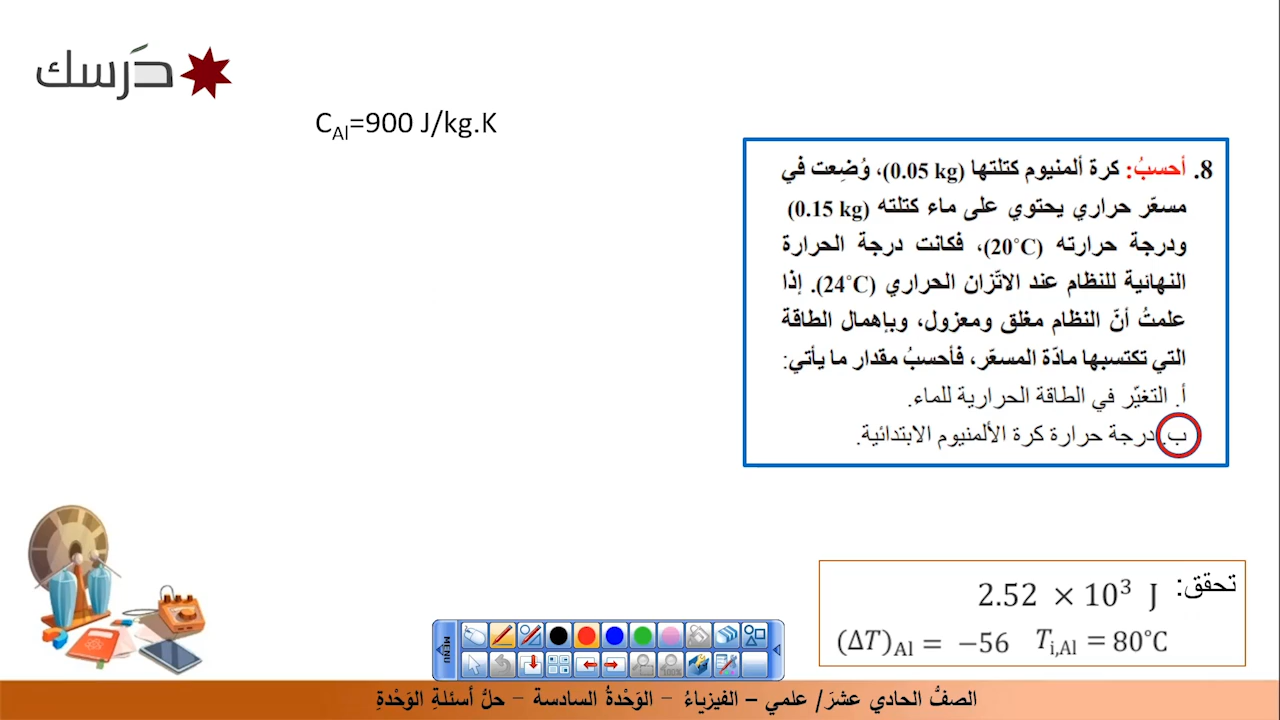 دَرسك
C_Al=900 J/kg.K
8. أحسبُ: كرة ألمنيوم كتلتها (0.05 kg)، وُضِعت في
مسعّر حراري يحتوي على ماء كتلته (0.15 kg)
ودرجة حرارته (20˚C)، فكانت درجة الحرارة
النهائية للنظام عند الاتّزان الحراري (24˚C). إذا
علمتُ أنّ النظام مغلق ومعزول، وبإهمال الطاقة
التي تكتسبها مادّة المسعّر، فأحسبُ مقدار ما يأتي:
أ. التغيّر في الطاقة الحرارية للماء.
ب. درجة حرارة كرة الألمنيوم الابتدائية.
تحقق: 2.52 × 10³ J
(ΔT)_Al = −56 T_i,Al = 80˚C
MENU
الصفُّ الحادي عشرَ/ علمي – الفيزياءُ – الوَحْدةُ السادسة – حلُّ أسئلةِ الوَحْدةِ